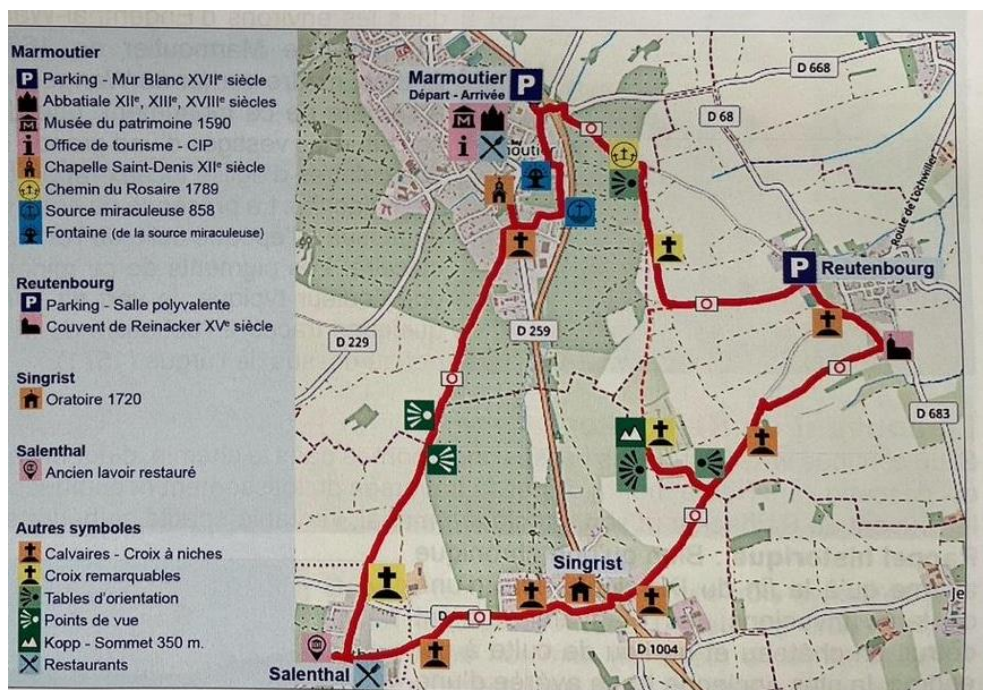 Marmoutier
P Parking - Mur Blanc XVIIe siècle
Abbatiale XIIe, XIIIe, XVIIIe siècles
Musée du patrimoine 1590
i Office de tourisme - CIP
Chapelle Saint-Denis XIIe siècle
Chemin du Rosaire 1789
Source miraculeuse 858
Fontaine (de la source miraculeuse)
Reutenbourg
P Parking - Salle polyvalente
Couvent de Reinacker XVe siècle
Singrist
Oratoire 1720
Salenthal
Ancien lavoir restauré
Autres symboles
Calvaires - Croix à niches
Croix remarquables
Tables d'orientation
Points de vue
Kopp - Sommet 350 m.
Restaurants
Marmoutier
Départ - Arrivée
P
i
D 668
D 68
Route de Lochwiller
P
Reutenbourg
D 259
D 229
D 683
Singrist
D 1004
Salenthal